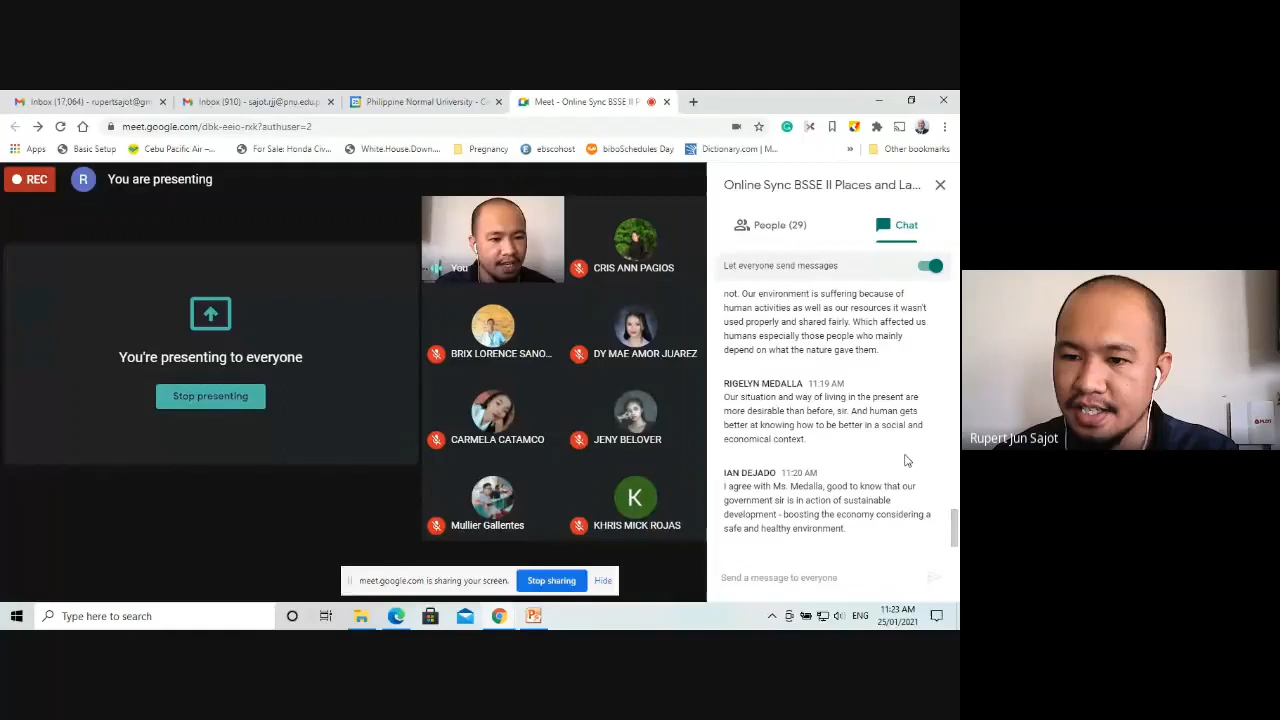 Inbox (17,064) - rupertsajot@gm
Inbox (910) - sajot.rjj@pnu.edu.p
Philippine Normal University - C
Meet - Online Sync BSSE II P
meet.google.com/dbk-eeio-rxk?authuser=2
Apps
Basic Setup
Cebu Pacific Air –...
For Sale: Honda Civ...
White.House.Down....
Pregnancy
ebscohost
biboSchedules Day
Dictionary.com | M...
»
Other bookmarks
REC
R
You are presenting
Online Sync BSSE II Places and La...
People (29)
Chat
Let everyone send messages
You
CRIS ANN PAGIOS
not. Our environment is suffering because of
human activities as well as our resources it wasn't
used properly and shared fairly. Which affected us
humans especially those people who mainly
depend on what the nature gave them.
BRIX LORENCE SANO...
DY MAE AMOR JUAREZ
You're presenting to everyone
Stop presenting
RIGELYN MEDALLA 11:19 AM
Our situation and way of living in the present are
more desirable than before, sir. And human gets
better at knowing how to be better in a social and
economical context.
CARMELA CATAMCO
JENY BELOVER
Rupert Jun Sajot
IAN DEJADO 11:20 AM
I agree with Ms. Medalla, good to know that our
government sir is in action of sustainable
development - boosting the economy considering a
safe and healthy environment.
K
Mullier Gallentes
KHRIS MICK ROJAS
Send a message to everyone
meet.google.com is sharing your screen.
Stop sharing
Hide
Type here to search
ENG
11:23 AM
25/01/2021